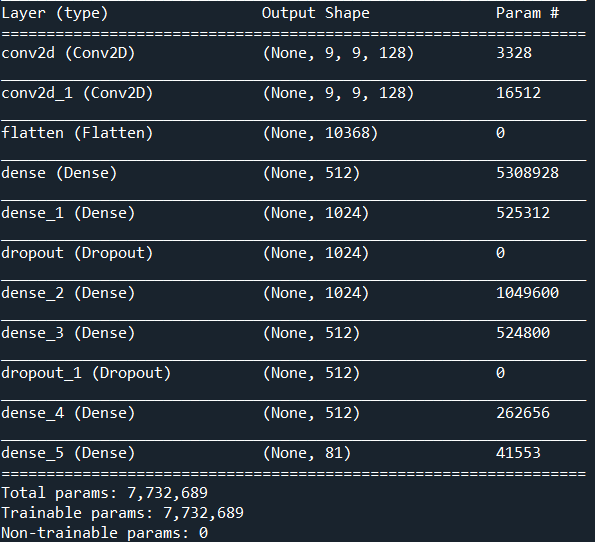 Layer (type) Output Shape Param #
=================================================================
conv2d (Conv2D) (None, 9, 9, 128) 3328
conv2d_1 (Conv2D) (None, 9, 9, 128) 16512
flatten (Flatten) (None, 10368) 0
dense (Dense) (None, 512) 5308928
dense_1 (Dense) (None, 1024) 525312
dropout (Dropout) (None, 1024) 0
dense_2 (Dense) (None, 1024) 1049600
dense_3 (Dense) (None, 512) 524800
dropout_1 (Dropout) (None, 512) 0
dense_4 (Dense) (None, 512) 262656
dense_5 (Dense) (None, 81) 41553
=================================================================
Total params: 7,732,689
Trainable params: 7,732,689
Non-trainable params: 0